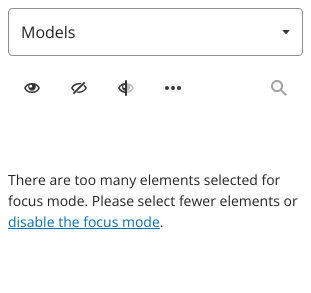 Models
There are too many elements selected for
focus mode. Please select fewer elements or
disable the focus mode.